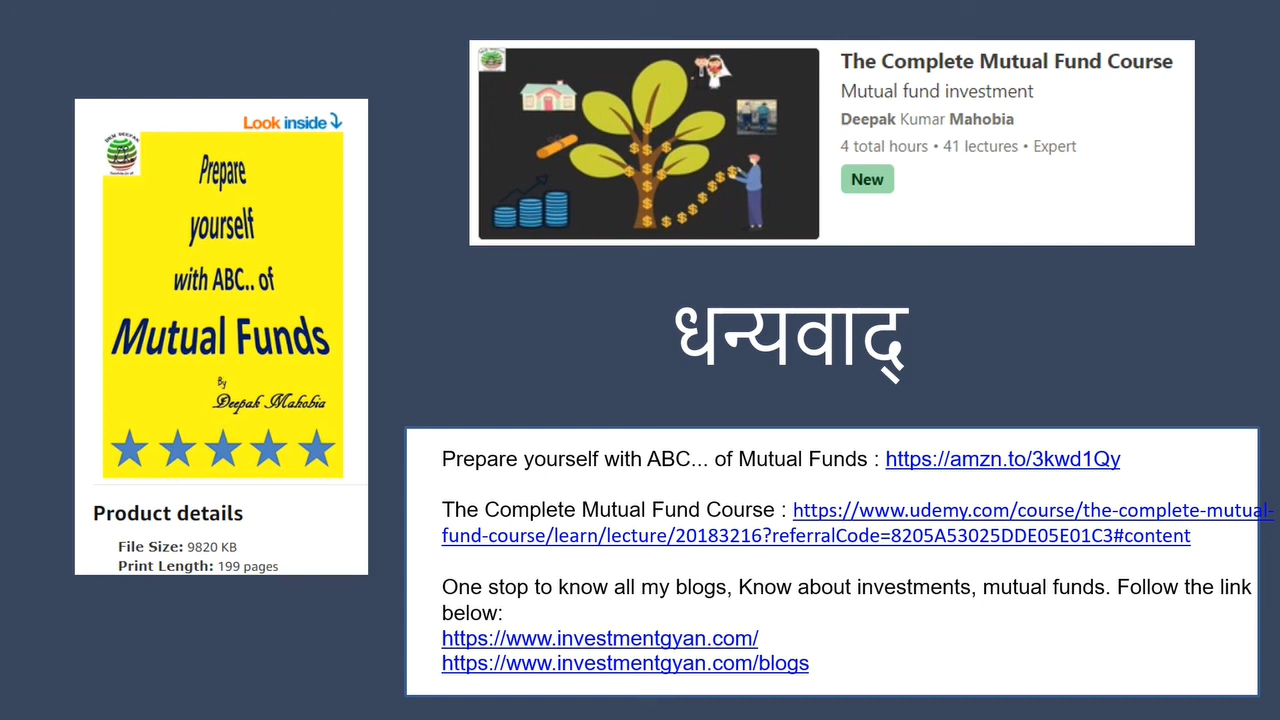 Look inside
Prepare
yourself
with ABC.. of
Mutual Funds
By
Deepak Mahobia
Product details
File Size: 9820 KB
Print Length: 199 pages
The Complete Mutual Fund Course
Mutual fund investment
Deepak Kumar Mahobia
4 total hours • 41 lectures • Expert
New
धन्यवाद्
Prepare yourself with ABC... of Mutual Funds : https://amzn.to/3kwd1Qy
The Complete Mutual Fund Course : https://www.udemy.com/course/the-complete-mutual-
fund-course/learn/lecture/20183216?referralCode=8205A53025DDE05E01C3#content
One stop to know all my blogs, Know about investments, mutual funds. Follow the link
below:
https://www.investmentgyan.com/
https://www.investmentgyan.com/blogs